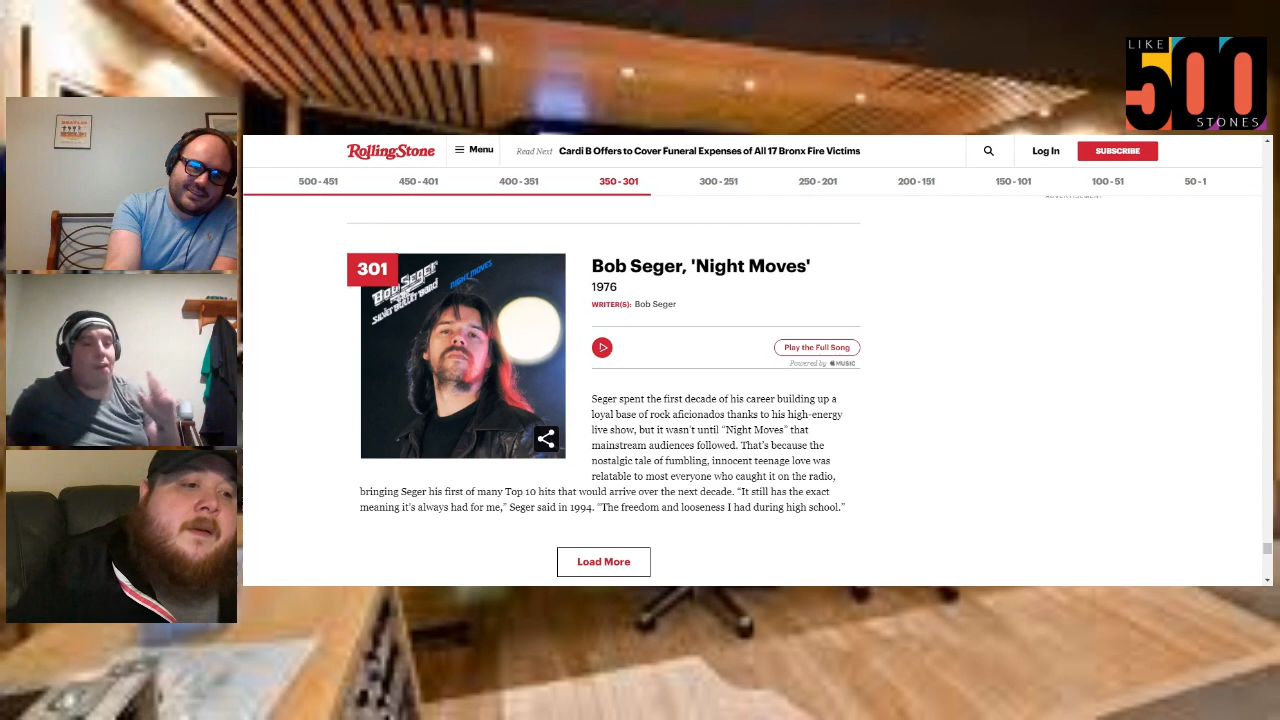 LIKE
500
STONES
RollingStone
Menu
Read Next Cardi B Offers to Cover Funeral Expenses of All 17 Bronx Fire Victims
Log In
SUBSCRIBE
500 - 451
450 - 401
400 - 351
350 - 301
300 - 251
250 - 201
200 - 151
150 - 101
100 - 51
50 - 1
ADVERTISEMENT
301
Bob Seger
Silver Bullet Band
NIGHT MOVES
Bob Seger, 'Night Moves'
1976
WRITER(S): Bob Seger
Play the Full Song
Powered by MUSIC
Seger spent the first decade of his career building up a
loyal base of rock aficionados thanks to his high-energy
live show, but it wasn't until “Night Moves” that
mainstream audiences followed. That's because the
nostalgic tale of fumbling, innocent teenage love was
relatable to most everyone who caught it on the radio,
bringing Seger his first of many Top 10 hits that would arrive over the next decade. “It still has the exact
meaning it's always had for me,” Seger said in 1994. “The freedom and looseness I had during high school.”
Load More